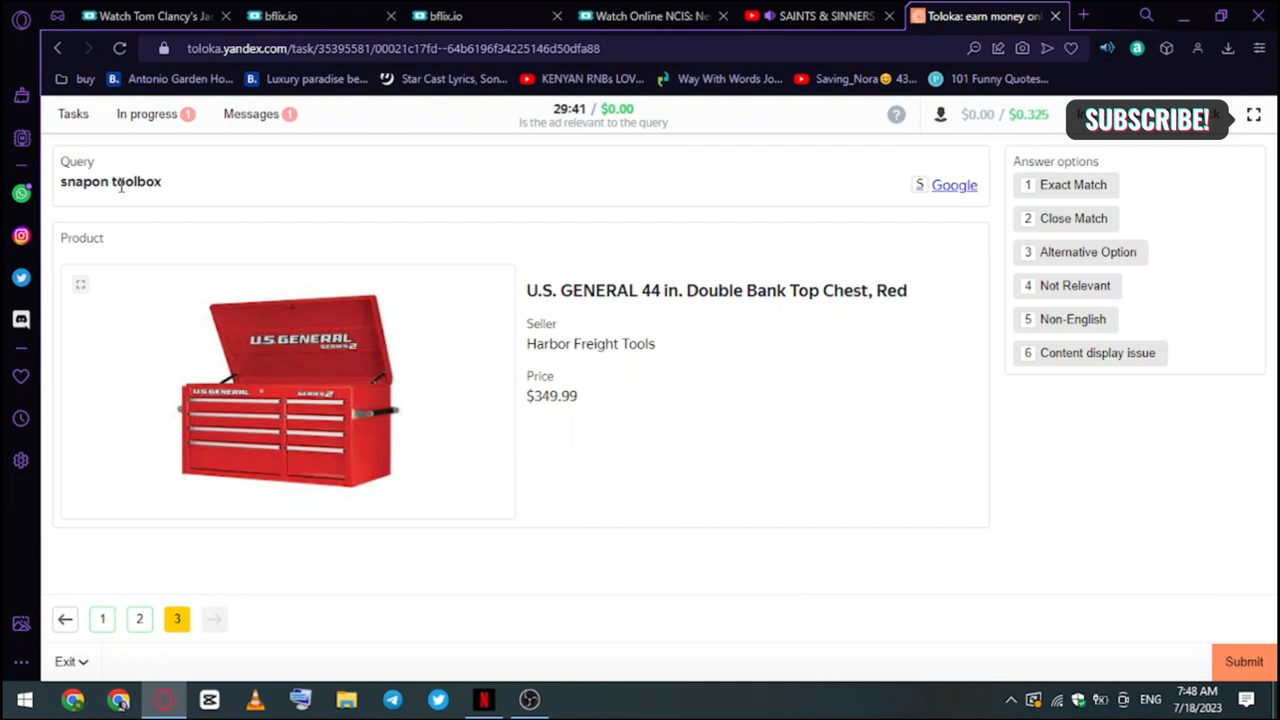 Watch Tom Clancy's Ja
bflix.io
bflix.io
Watch Online NCIS: Ne
SAINTS & SINNERS
Toloka: earn money onl
toloka.yandex.com/task/35395581/00021c17fd--64b6196f34225146d50dfa88
buy
B. Antonio Garden Ho...
B. Luxury paradise be...
Star Cast Lyrics, Son...
KENYAN RNBs LOV...
Way With Words Jo...
Saving_Nora😊 43...
101 Funny Quotes...
Tasks
In progress 1
Messages 1
29:41 / $0.00
Is the ad relevant to the query
?
$0.00 / $0.325
SUBSCRIBE!
Query
snapon toolbox
S Google
Product
U.S. GENERAL 44 in. Double Bank Top Chest, Red
Seller
Harbor Freight Tools
Price
$349.99
U.S. GENERAL
SERIES 2
U.S. GENERAL SERIES 2
Answer options
1 Exact Match
2 Close Match
3 Alternative Option
4 Not Relevant
5 Non-English
6 Content display issue
1
2
3
Exit
Submit
ENG
7:48 AM
7/18/2023